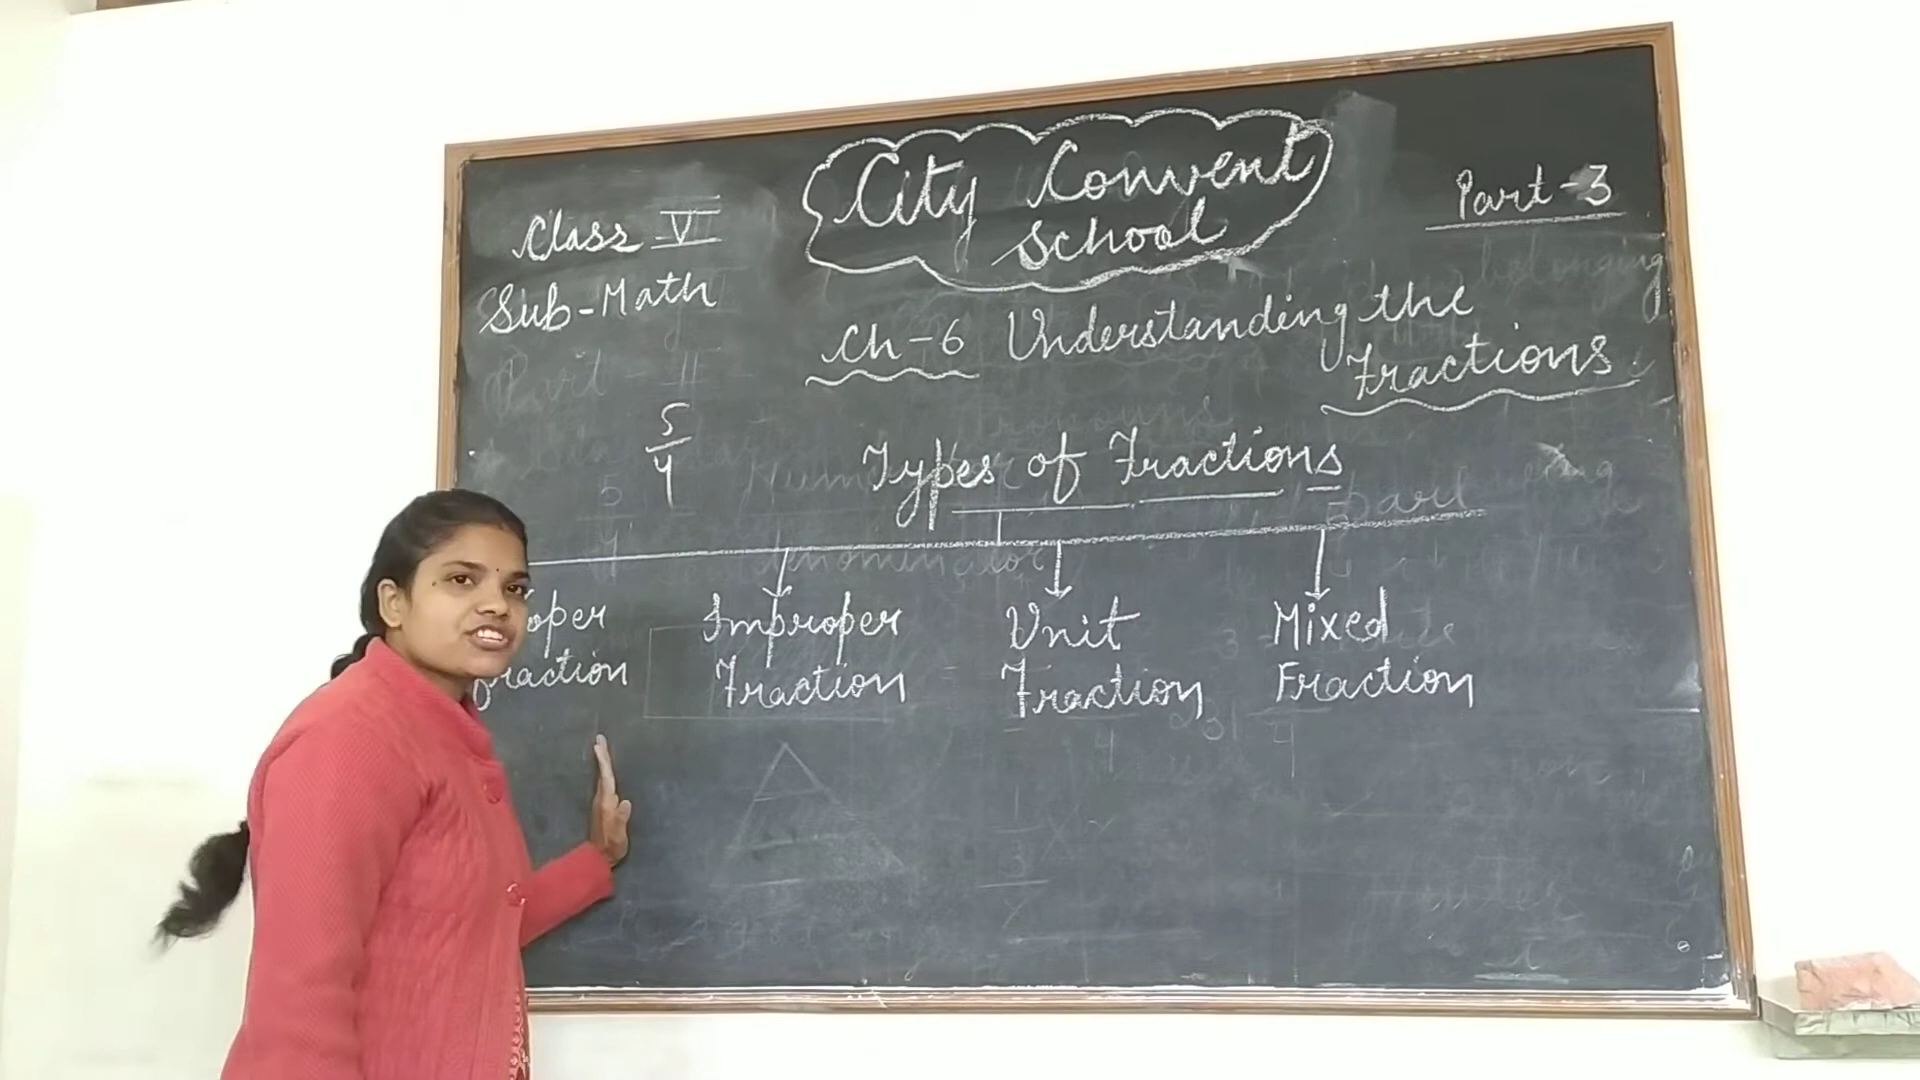 City Convent
School
Part-3
Class V
Sub-Math
Ch-6 Understanding the
Fractions
5
4
Types of Fractions
oper
fraction
Improper
Fraction
Unit
Fraction
Mixed
Fraction